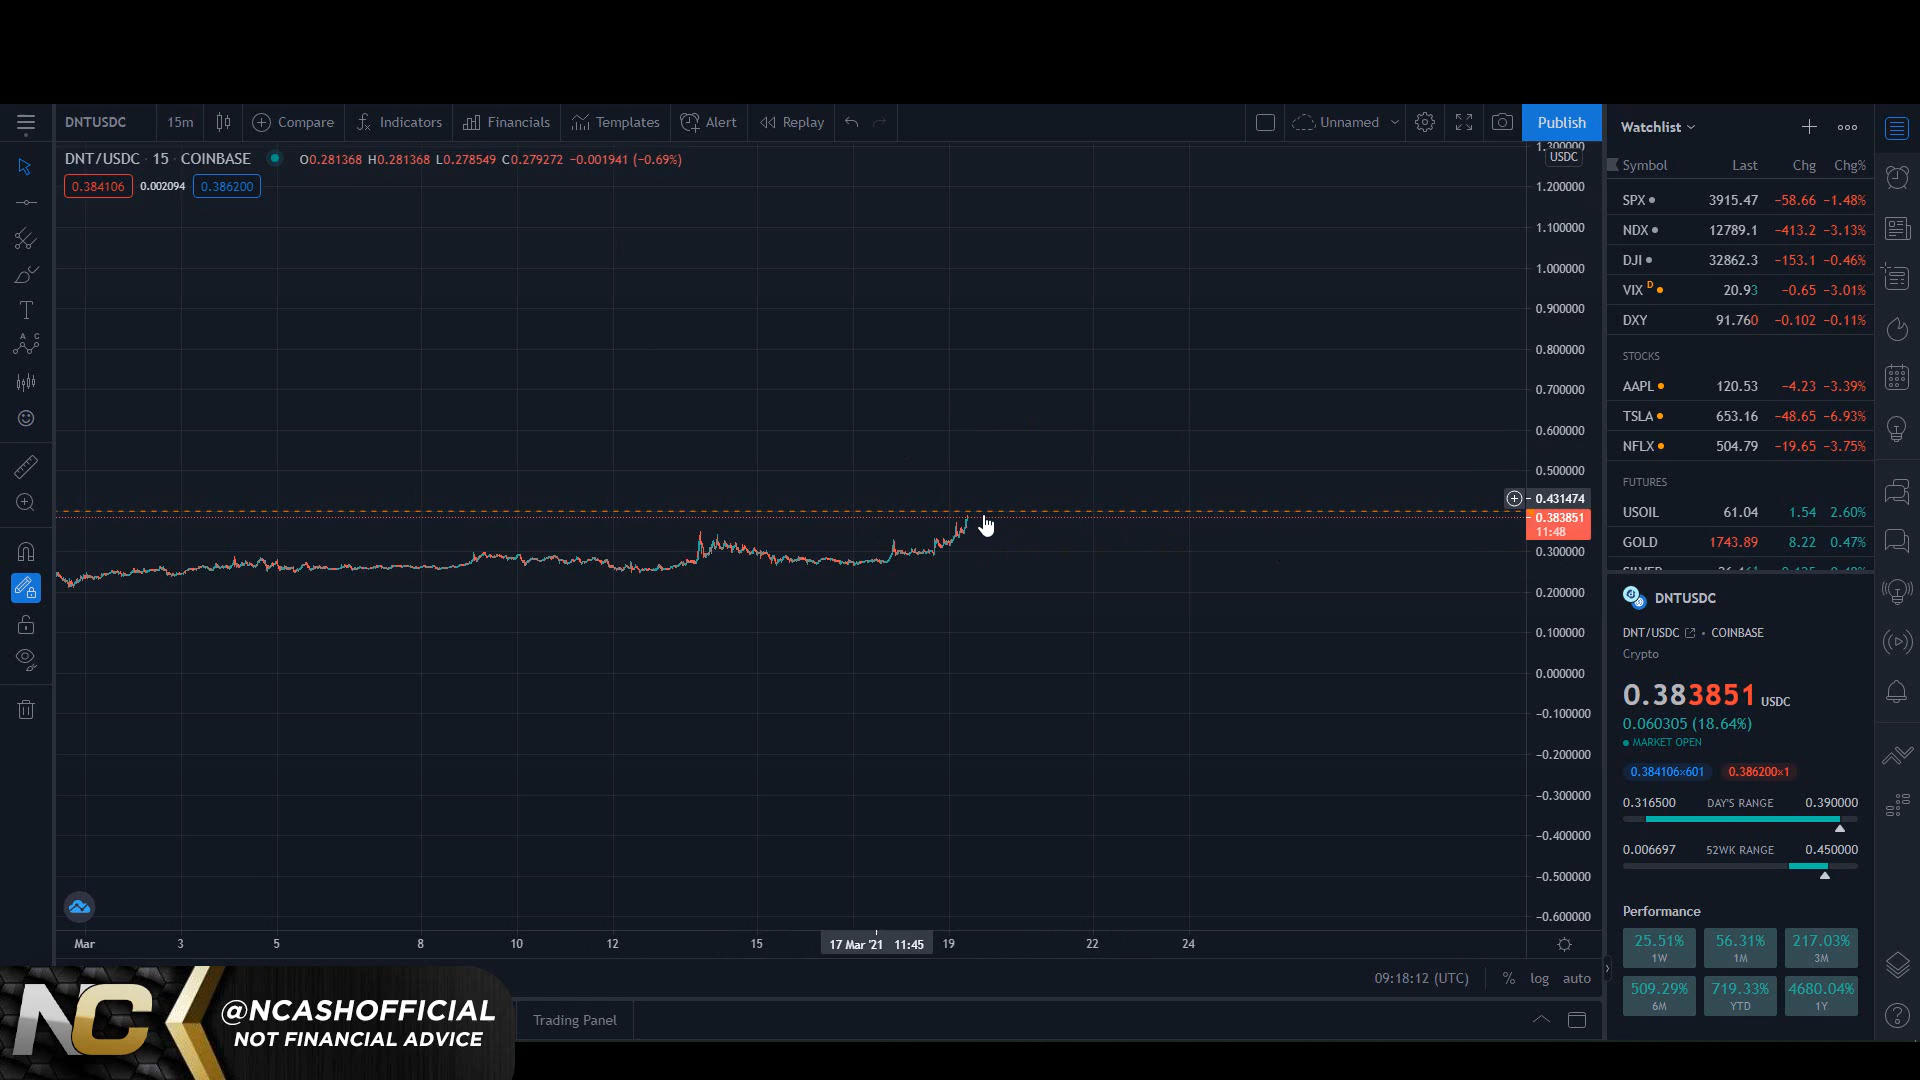 DNTUSDC 15m Compare Indicators Financials Templates Alert Replay Unnamed Publish
DNT/USDC · 15 · COINBASE O0.281368 H0.281368 L0.278549 C0.279272 −0.001941 (−0.69%)
0.384106 0.002094 0.386200
1.300000
USDC
1.200000
1.100000
1.000000
0.900000
0.800000
0.700000
0.600000
0.500000
0.431474
0.383851
11:48
0.300000
0.200000
0.100000
0.000000
−0.100000
−0.200000
−0.300000
−0.400000
−0.500000
−0.600000
Mar 3 5 8 10 12 15 17 Mar '21 11:45 19 22 24
09:18:12 (UTC) % log auto
Trading Panel
Watchlist
Symbol Last Chg Chg%
SPX 3915.47 −58.66 −1.48%
NDX 12789.1 −413.2 −3.13%
DJI 32862.3 −153.1 −0.46%
VIX D 20.93 −0.65 −3.01%
DXY 91.760 −0.102 −0.11%
STOCKS
AAPL 120.53 −4.23 −3.39%
TSLA 653.16 −48.65 −6.93%
NFLX 504.79 −19.65 −3.75%
FUTURES
USOIL 61.04 1.54 2.60%
GOLD 1743.89 8.22 0.47%
DNTUSDC
DNT/USDC • COINBASE
Crypto
0.383851 USDC
0.060305 (18.64%)
MARKET OPEN
0.384106×601 0.386200×1
0.316500 DAY'S RANGE 0.390000
0.006697 52WK RANGE 0.450000
Performance
25.51% 56.31% 217.03%
1W 1M 3M
509.29% 719.33% 4680.04%
6M YTD 1Y
NC
@NCASHOFFICIAL
NOT FINANCIAL ADVICE